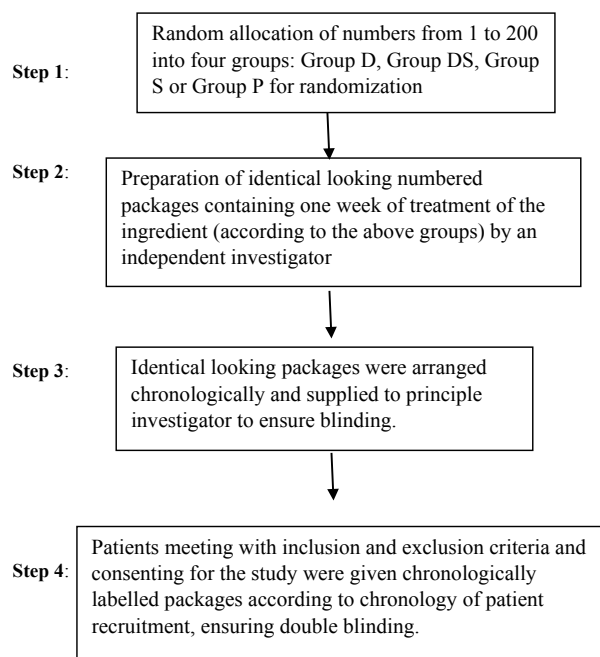 Random allocation of numbers from 1 to 200
into four groups: Group D, Group DS, Group
S or Group P for randomization
Step 1:
Step 2:
Preparation of identical looking numbered
packages containing one week of treatment of the
ingredient (according to the above groups) by an
independent investigator
Step 3:
Identical looking packages were arranged
chronologically and supplied to principle
investigator to ensure blinding.
Step 4:
Patients meeting with inclusion and exclusion criteria and
consenting for the study were given chronologically
labelled packages according to chronology of patient
recruitment, ensuring double blinding.